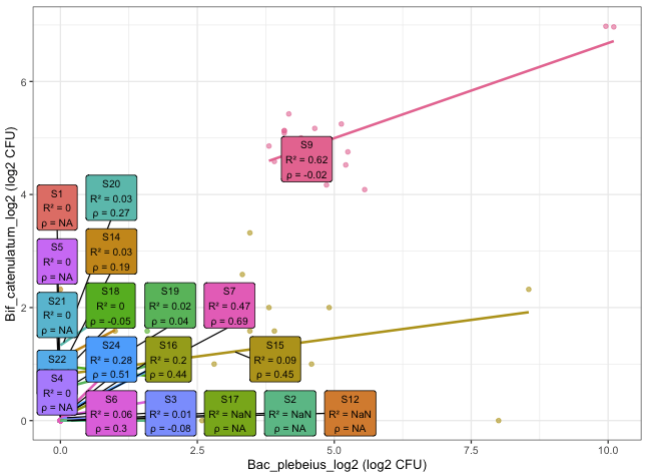 Bif_catenulatum_log2 (log2 CFU)
6
4
2
0
S9
R² = 0.62
ρ = -0.02
S20
R² = 0.03
ρ = 0.27
S1
R² = 0
ρ = NA
S14
R² = 0.03
ρ = 0.19
S5
R² = 0
ρ = NA
S18
R² = 0
ρ = -0.05
S19
R² = 0.02
ρ = 0.04
S7
R² = 0.47
ρ = 0.69
S21
R² = 0
ρ = NA
S22
S24
R² = 0.28
ρ = 0.51
S16
R² = 0.2
ρ = 0.44
S15
R² = 0.09
ρ = 0.45
S4
R² = 0
ρ = NA
S6
R² = 0.06
ρ = 0.3
S3
R² = 0.01
ρ = -0.08
S17
R² = NaN
ρ = NA
S2
R² = NaN
ρ = NA
S12
R² = NaN
ρ = NA
0.0
2.5
5.0
7.5
10.0
Bac_plebeius_log2 (log2 CFU)